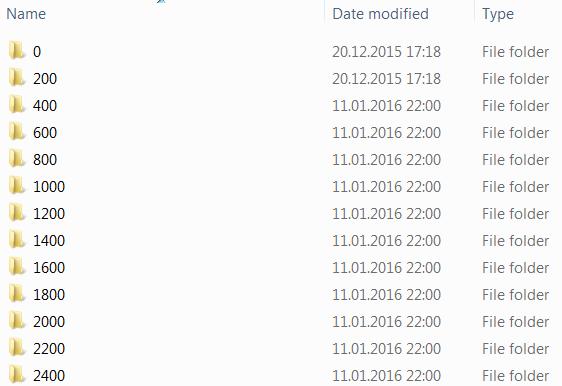 Name Date modified Type
0 20.12.2015 17:18 File folder
200 20.12.2015 17:18 File folder
400 11.01.2016 22:00 File folder
600 11.01.2016 22:00 File folder
800 11.01.2016 22:00 File folder
1000 11.01.2016 22:00 File folder
1200 11.01.2016 22:00 File folder
1400 11.01.2016 22:00 File folder
1600 11.01.2016 22:00 File folder
1800 11.01.2016 22:00 File folder
2000 11.01.2016 22:00 File folder
2200 11.01.2016 22:00 File folder
2400 11.01.2016 22:00 File folder